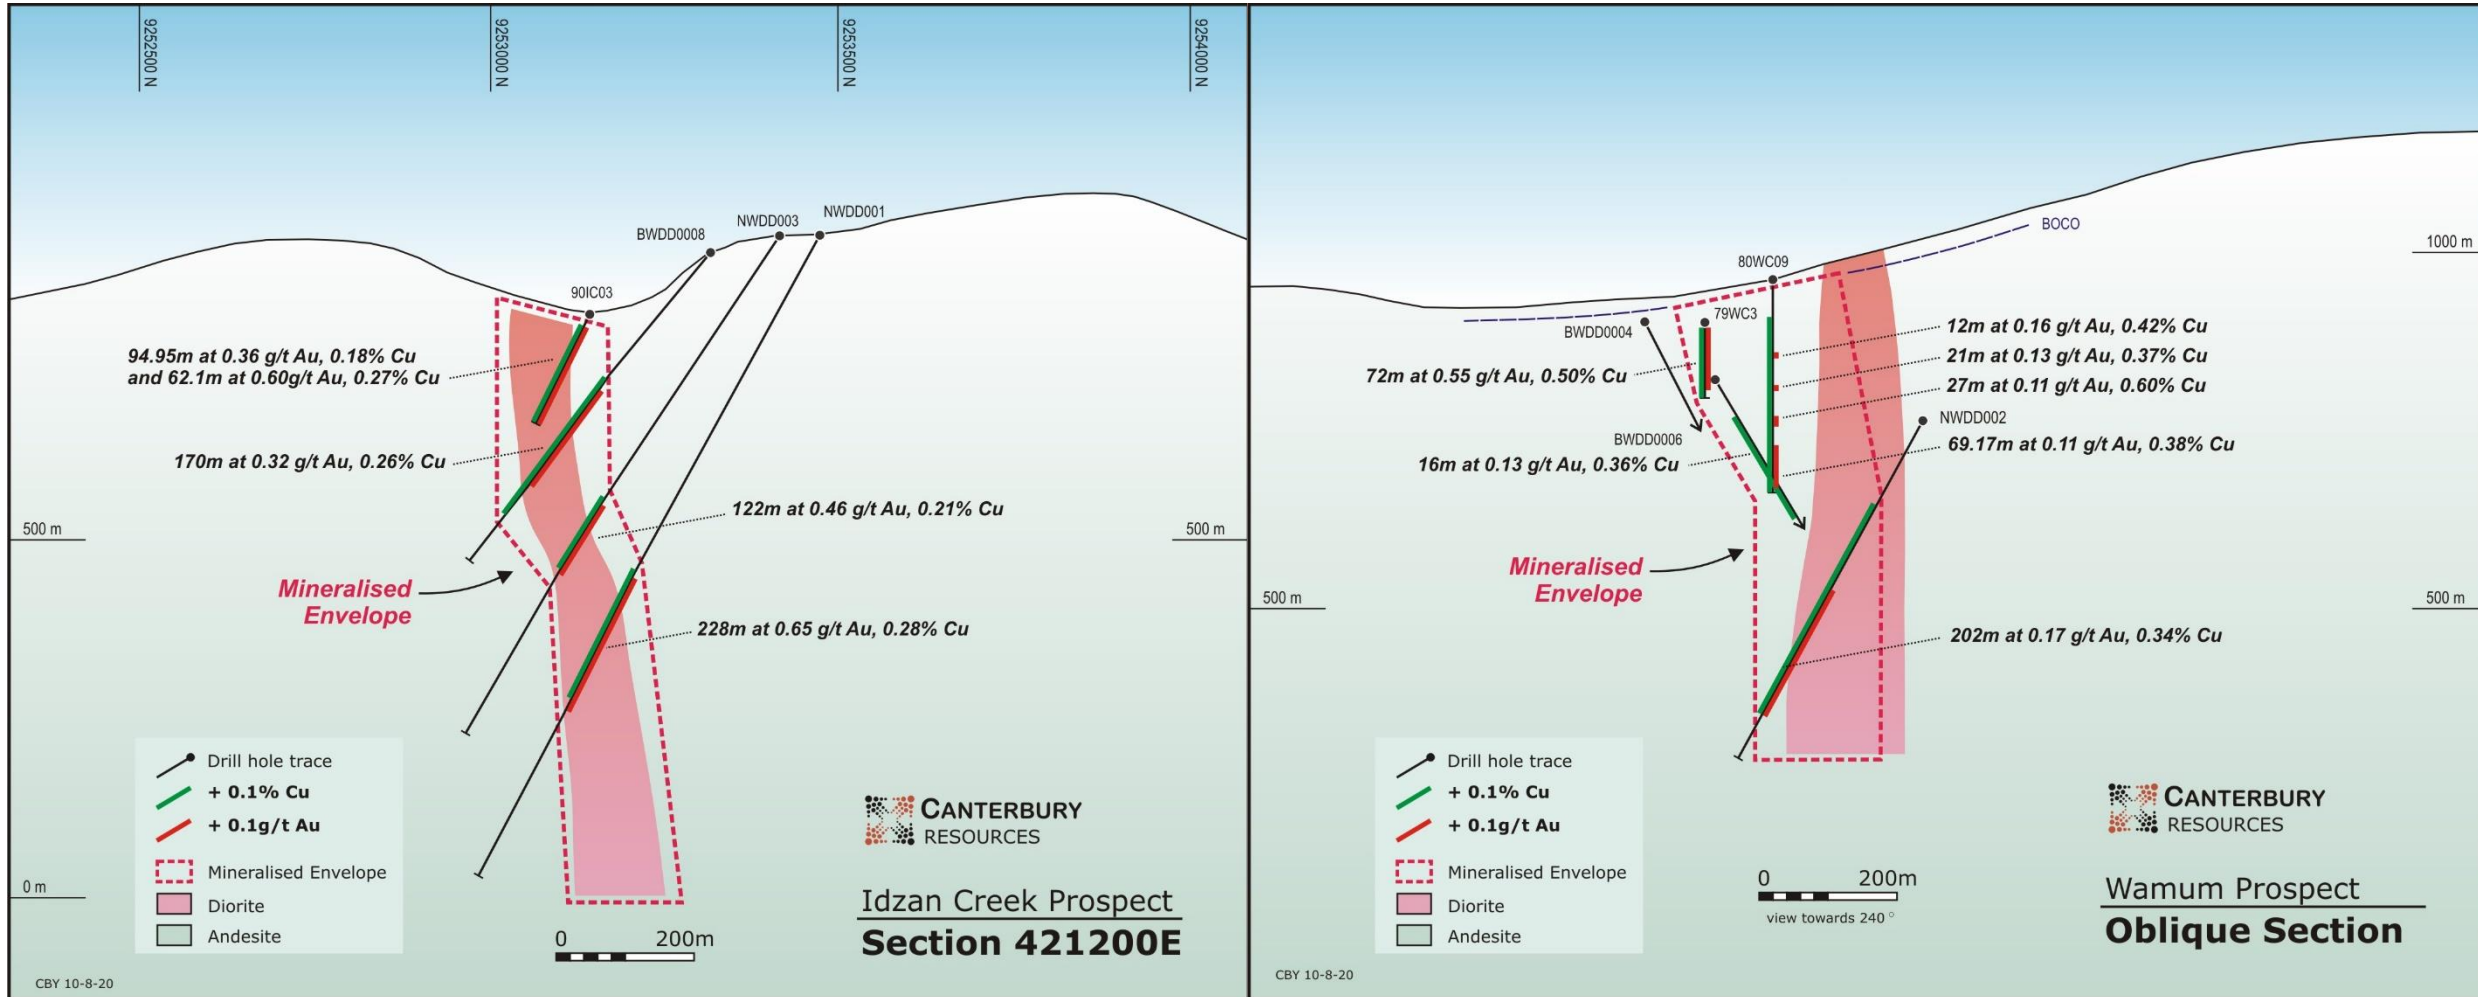 9252500 N
9253000 N
9253500 N
9254000 N
NWDD001
NWDD003
BWDD0008
90IC03
94.95m at 0.36 g/t Au, 0.18% Cu
and 62.1m at 0.60g/t Au, 0.27% Cu
170m at 0.32 g/t Au, 0.26% Cu
122m at 0.46 g/t Au, 0.21% Cu
500 m
500 m
Mineralised
Envelope
228m at 0.65 g/t Au, 0.28% Cu
Drill hole trace
+ 0.1% Cu
+ 0.1g/t Au
Mineralised Envelope
Diorite
Andesite
0 m
CANTERBURY
RESOURCES
Idzan Creek Prospect
Section 421200E
0 200m
CBY 10-8-20
BOCO
1000 m
80WC09
79WC3
BWDD0004
12m at 0.16 g/t Au, 0.42% Cu
21m at 0.13 g/t Au, 0.37% Cu
72m at 0.55 g/t Au, 0.50% Cu
27m at 0.11 g/t Au, 0.60% Cu
NWDD002
BWDD0006
69.17m at 0.11 g/t Au, 0.38% Cu
16m at 0.13 g/t Au, 0.36% Cu
Mineralised
Envelope
500 m
500 m
202m at 0.17 g/t Au, 0.34% Cu
Drill hole trace
+ 0.1% Cu
+ 0.1g/t Au
Mineralised Envelope
Diorite
Andesite
0 200m
view towards 240 °
CANTERBURY
RESOURCES
Wamum Prospect
Oblique Section
CBY 10-8-20